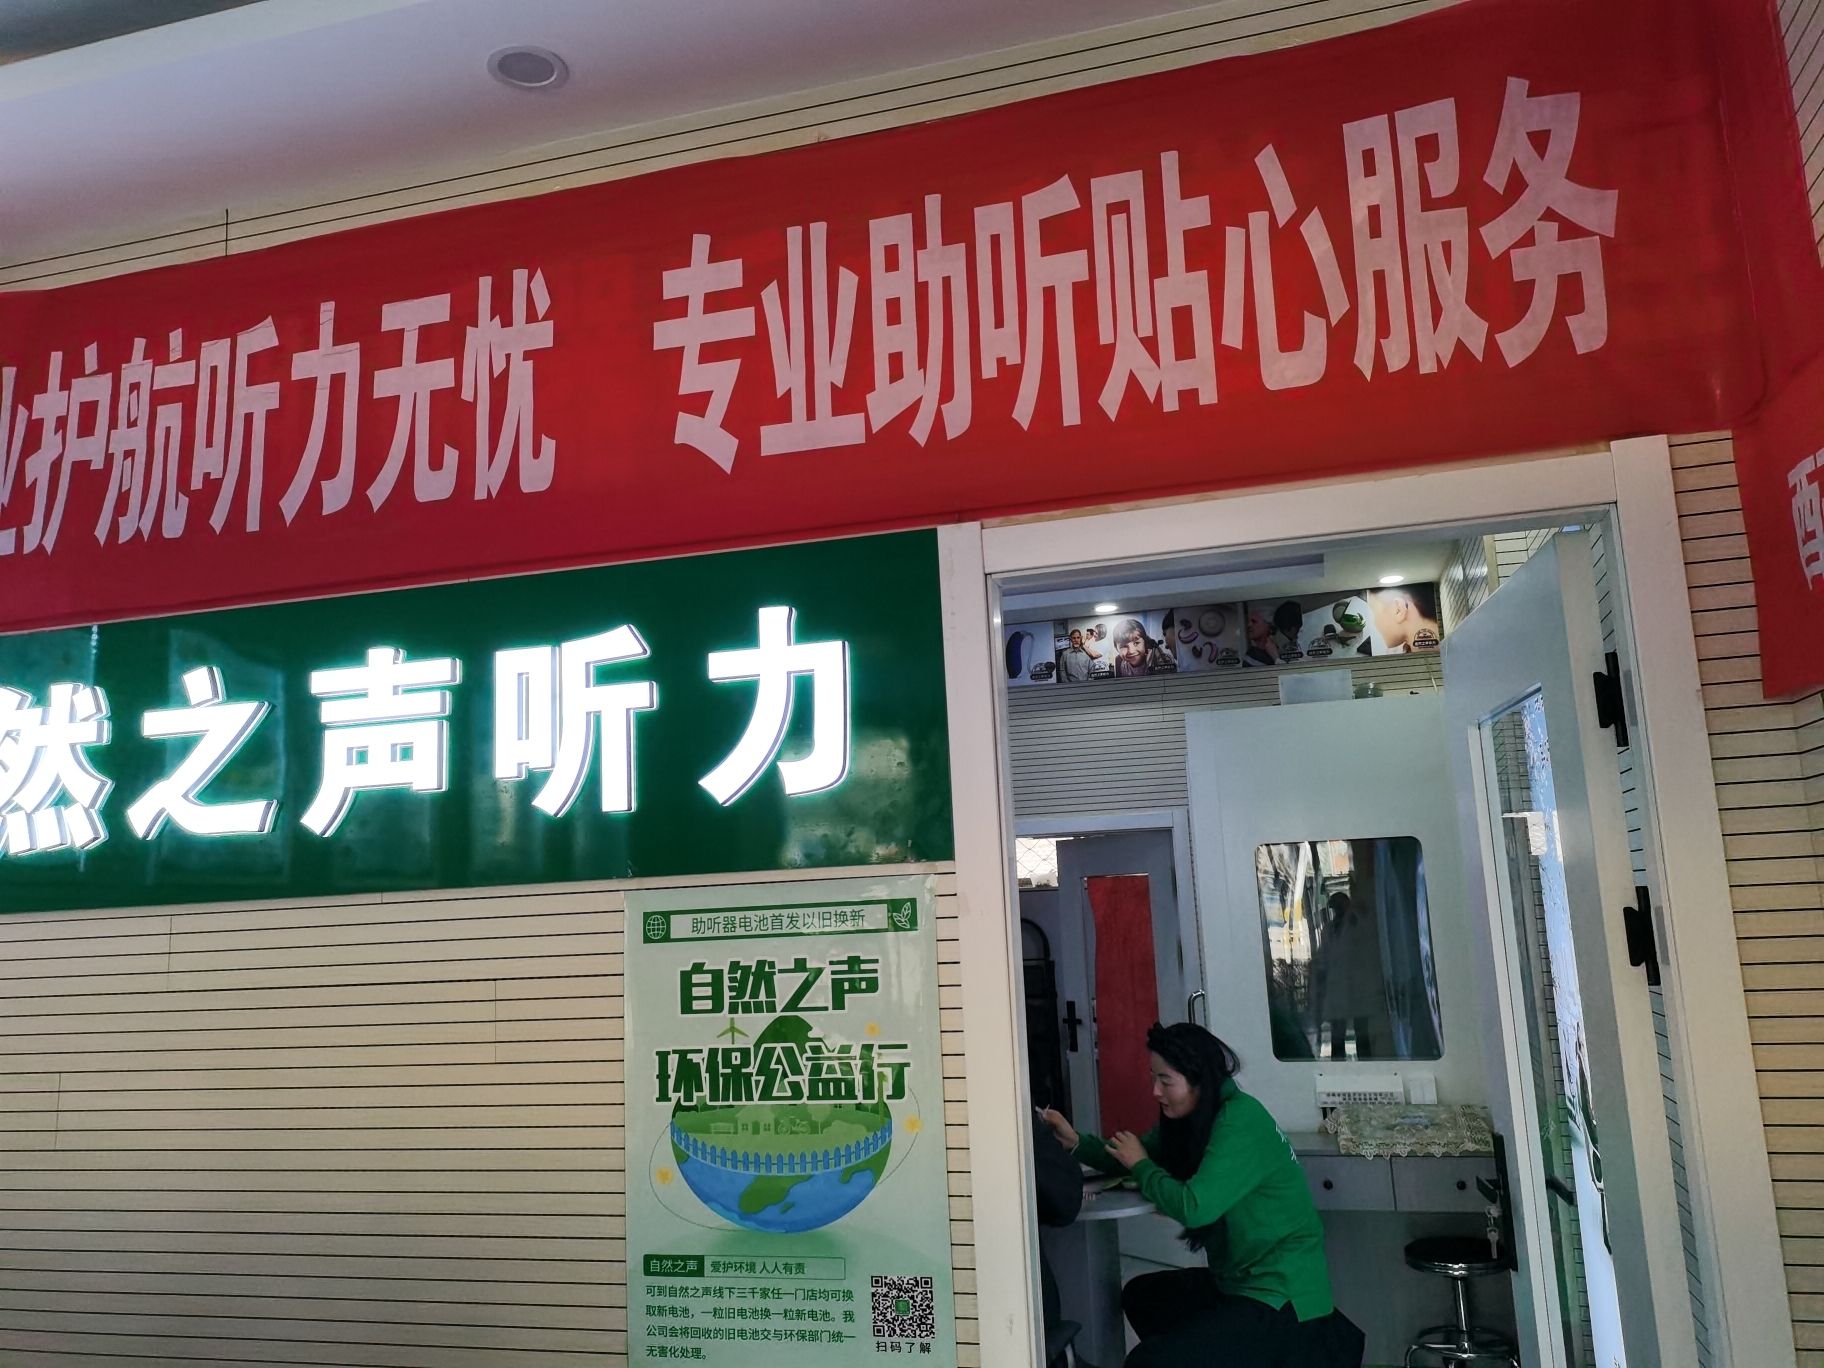 业护航听力无忧 专业助听贴心服务
配
然之声听力
助听器电池首发以旧换新
自然之声
环保公益行
自然之声 爱护环境 人人有责
可到自然之声线下三千家任一门店均可换
取新电池，一粒旧电池换一粒新电池。我
公司会将回收的旧电池交与环保部门统一
无害化处理。
扫码了解